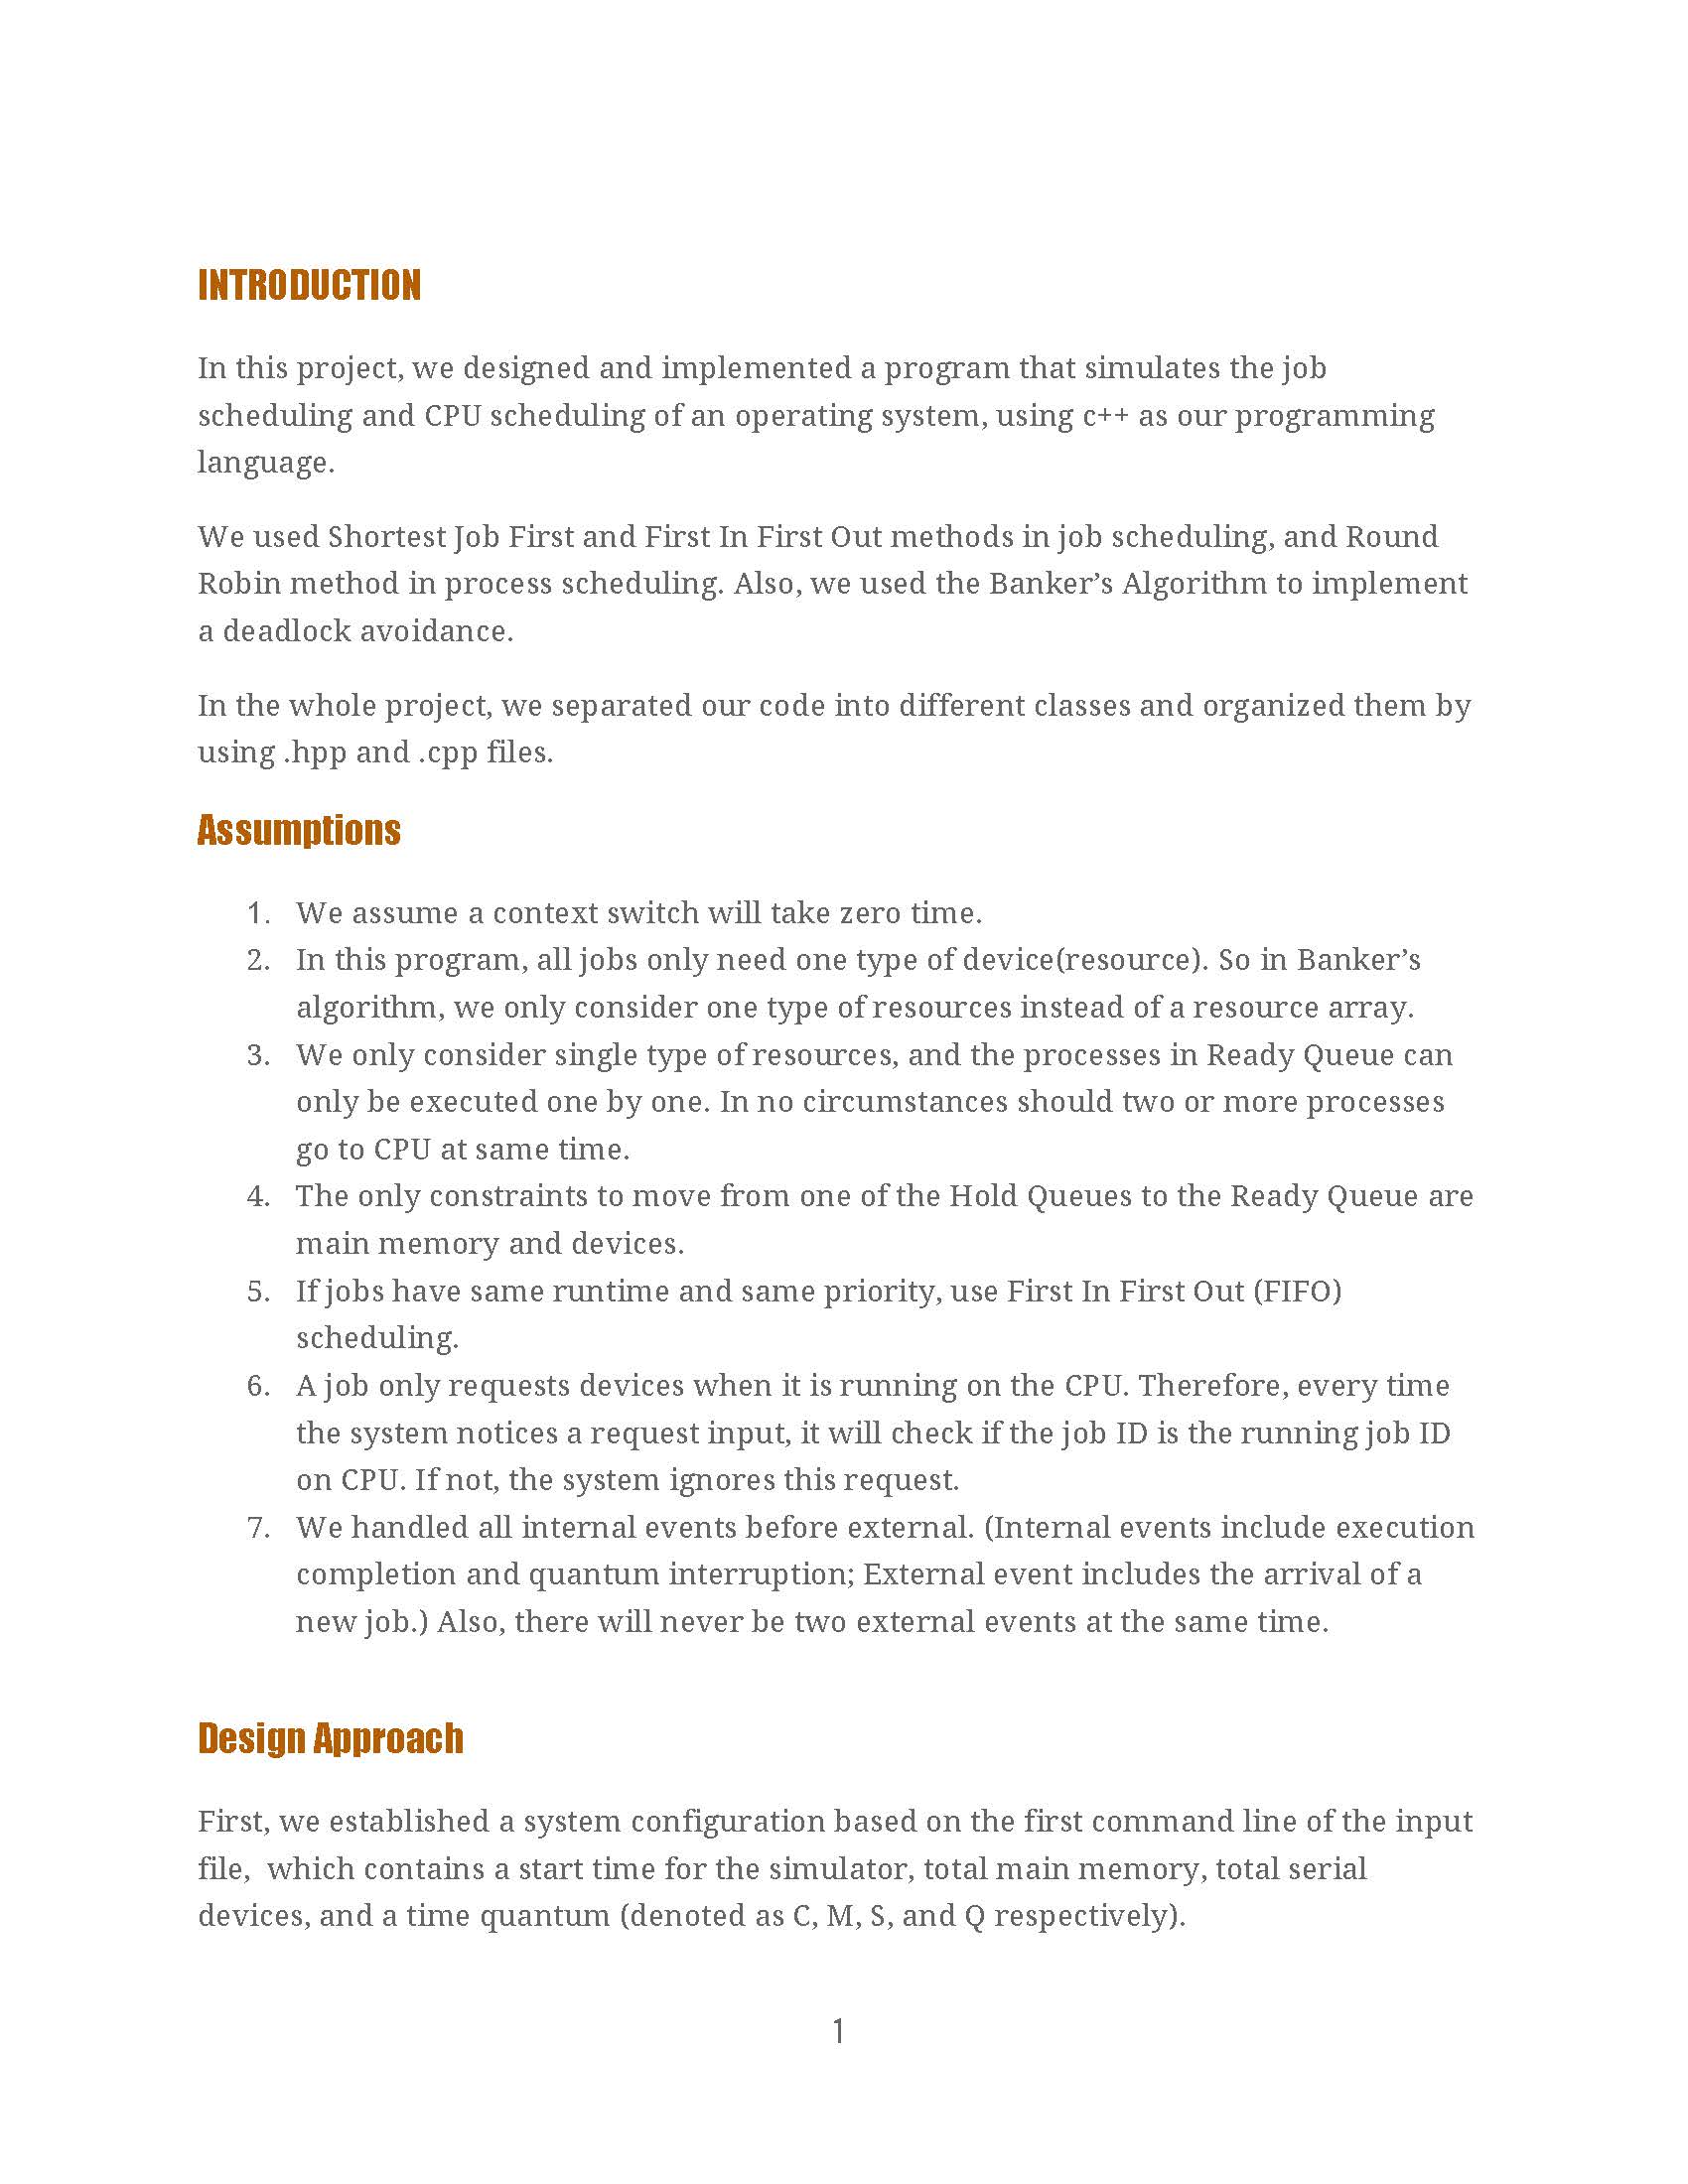 INTRODUCTION
In this project, we designed and implemented a program that simulates the job
scheduling and CPU scheduling of an operating system, using c++ as our programming
language.
We used Shortest Job First and First In First Out methods in job scheduling, and Round
Robin method in process scheduling. Also, we used the Banker’s Algorithm to implement
a deadlock avoidance.
In the whole project, we separated our code into different classes and organized them by
using .hpp and .cpp files.
Assumptions
1. We assume a context switch will take zero time.
2. In this program, all jobs only need one type of device(resource). So in Banker’s
algorithm, we only consider one type of resources instead of a resource array.
3. We only consider single type of resources, and the processes in Ready Queue can
only be executed one by one. In no circumstances should two or more processes
go to CPU at same time.
4. The only constraints to move from one of the Hold Queues to the Ready Queue are
main memory and devices.
5. If jobs have same runtime and same priority, use First In First Out (FIFO)
scheduling.
6. A job only requests devices when it is running on the CPU. Therefore, every time
the system notices a request input, it will check if the job ID is the running job ID
on CPU. If not, the system ignores this request.
7. We handled all internal events before external. (Internal events include execution
completion and quantum interruption; External event includes the arrival of a
new job.) Also, there will never be two external events at the same time.
Design Approach
First, we established a system configuration based on the first command line of the input
file,  which contains a start time for the simulator, total main memory, total serial
devices, and a time quantum (denoted as C, M, S, and Q respectively).
1